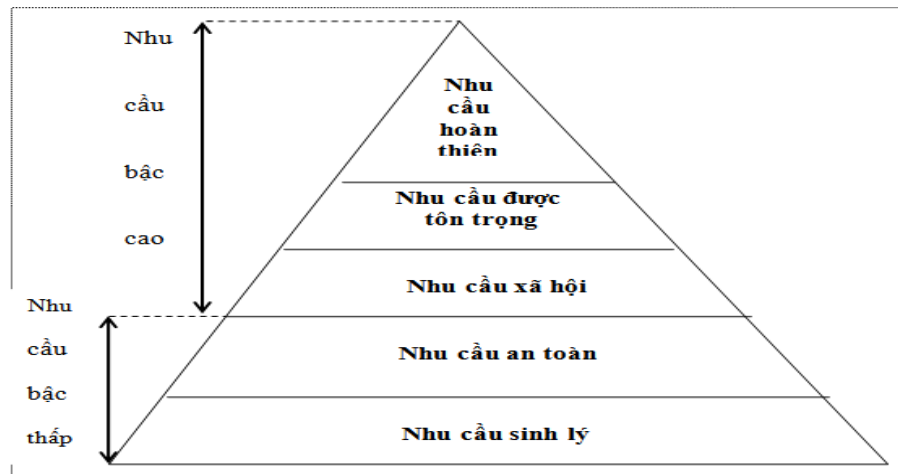 Nhu
cầu
bậc
cao
Nhu
cầu
bậc
thấp
Nhu
cầu
hoàn
thiện
Nhu cầu được
tôn trọng
Nhu cầu xã hội
Nhu cầu an toàn
Nhu cầu sinh lý